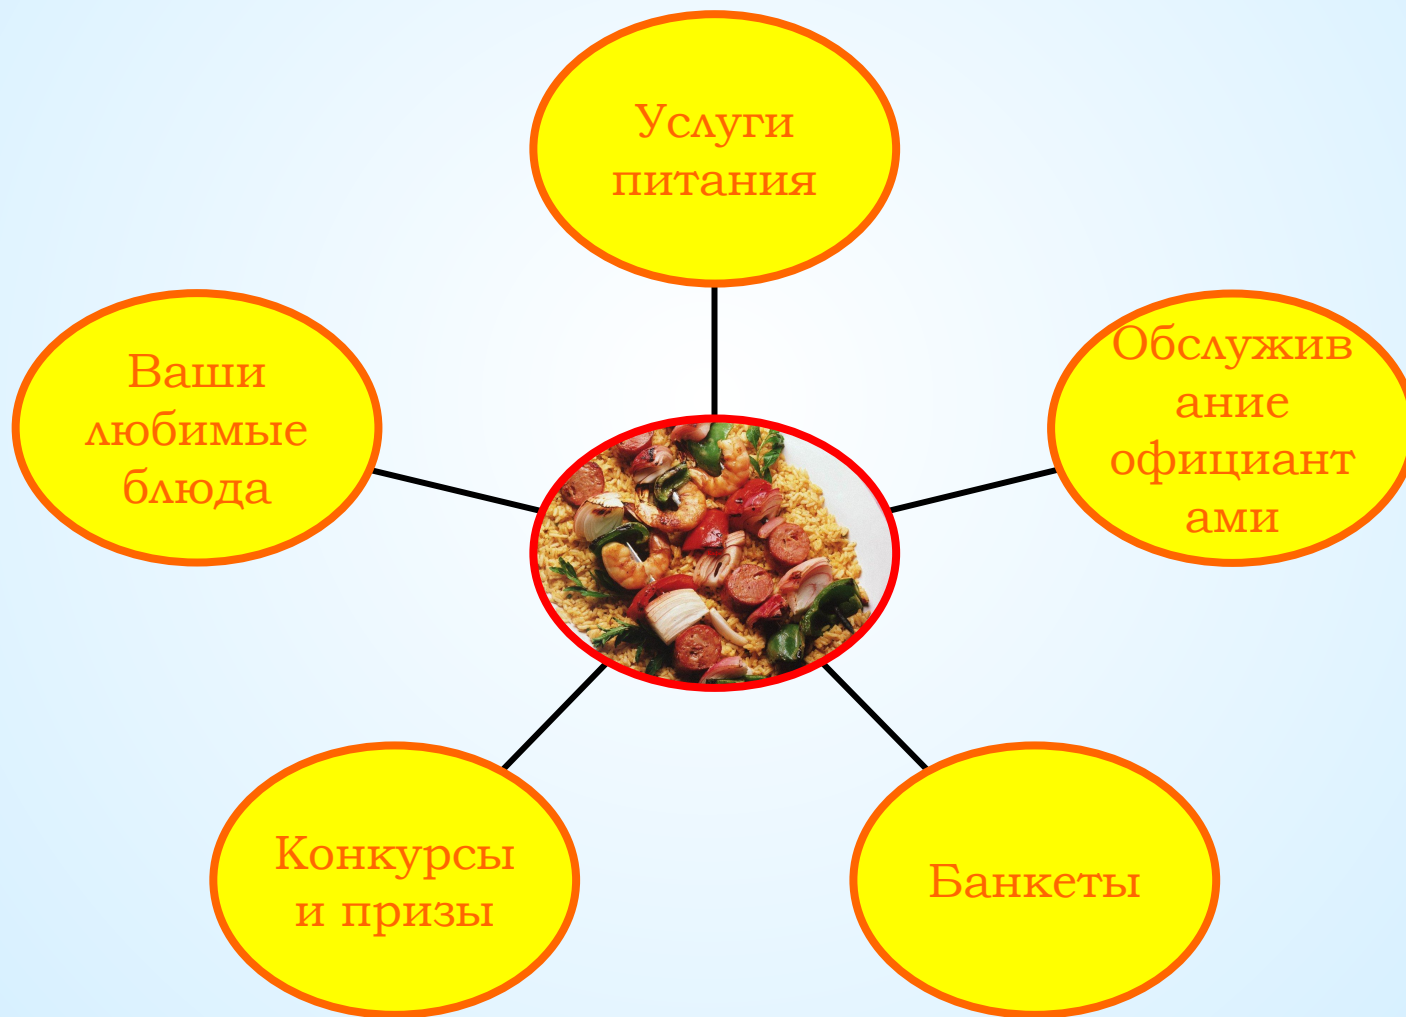 Услуги
питания
Обслужив
ание
официант
ами
Банкеты
Конкурсы
и призы
Ваши
любимые
блюда